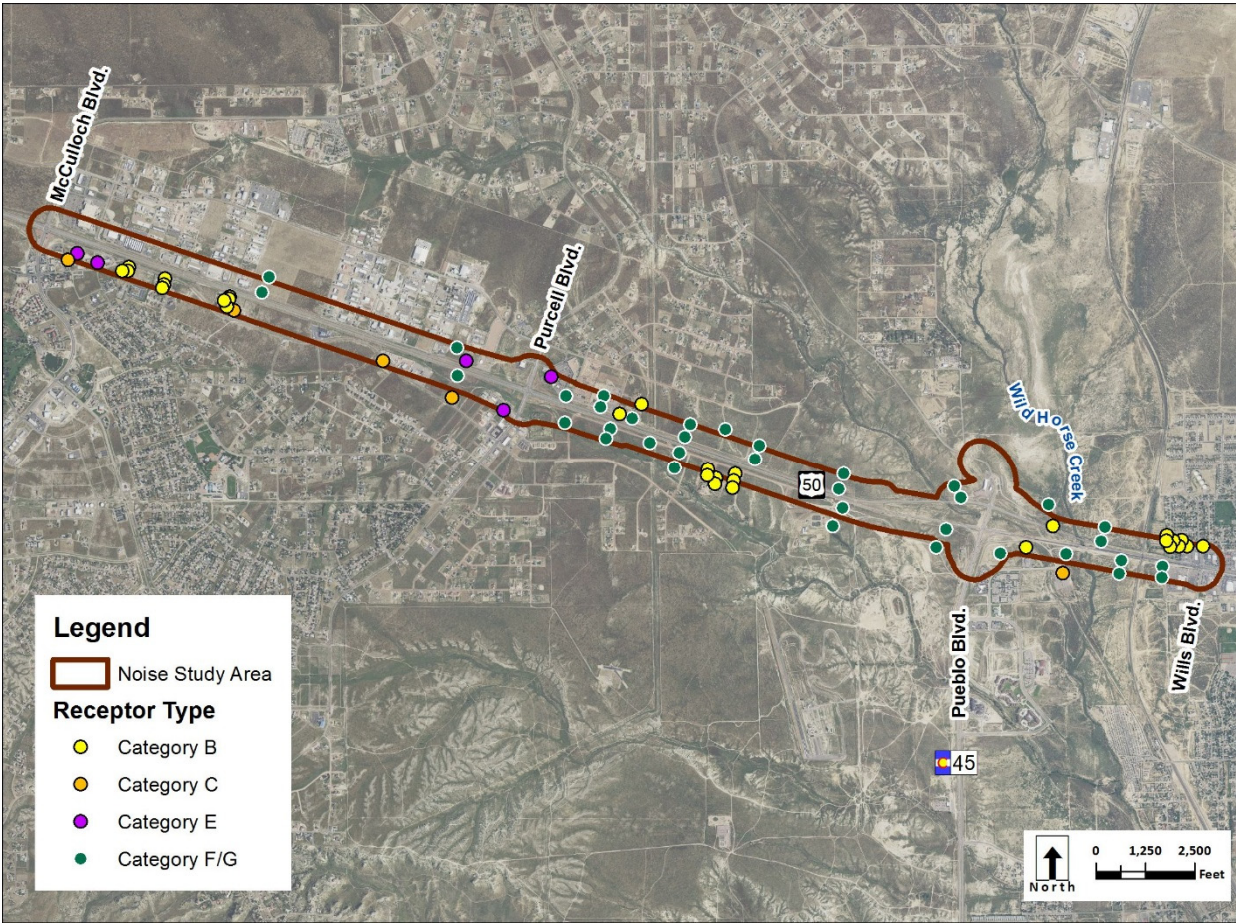 McCulloch Blvd.
Purcell Blvd.
Wild Horse Creek
50
Pueblo Blvd.
Wills Blvd.
45
Legend
Noise Study Area
Receptor Type
Category B
Category C
Category E
Category F/G
North
0 1,250 2,500
Feet